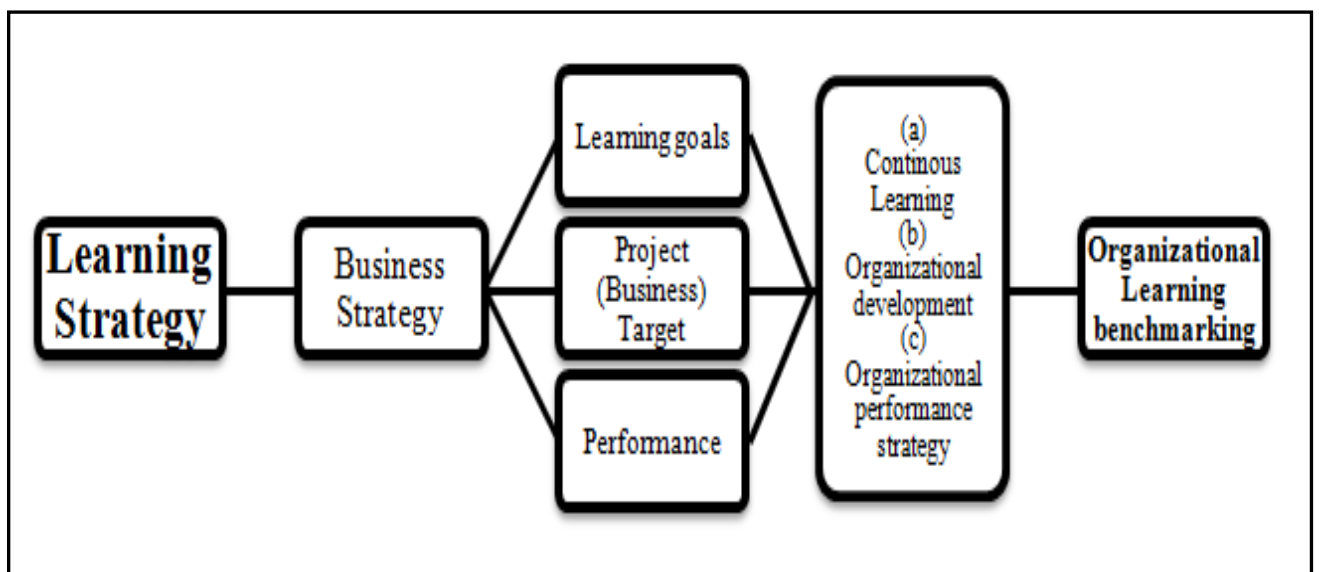 Learning
Strategy
Business
Strategy
Learning goals
Project
(Business)
Target
Performance
(a)
Continous
Learning
(b)
Organizational
development
(c)
Organizational
performance
strategy
Organizational
Learning
benchmarking